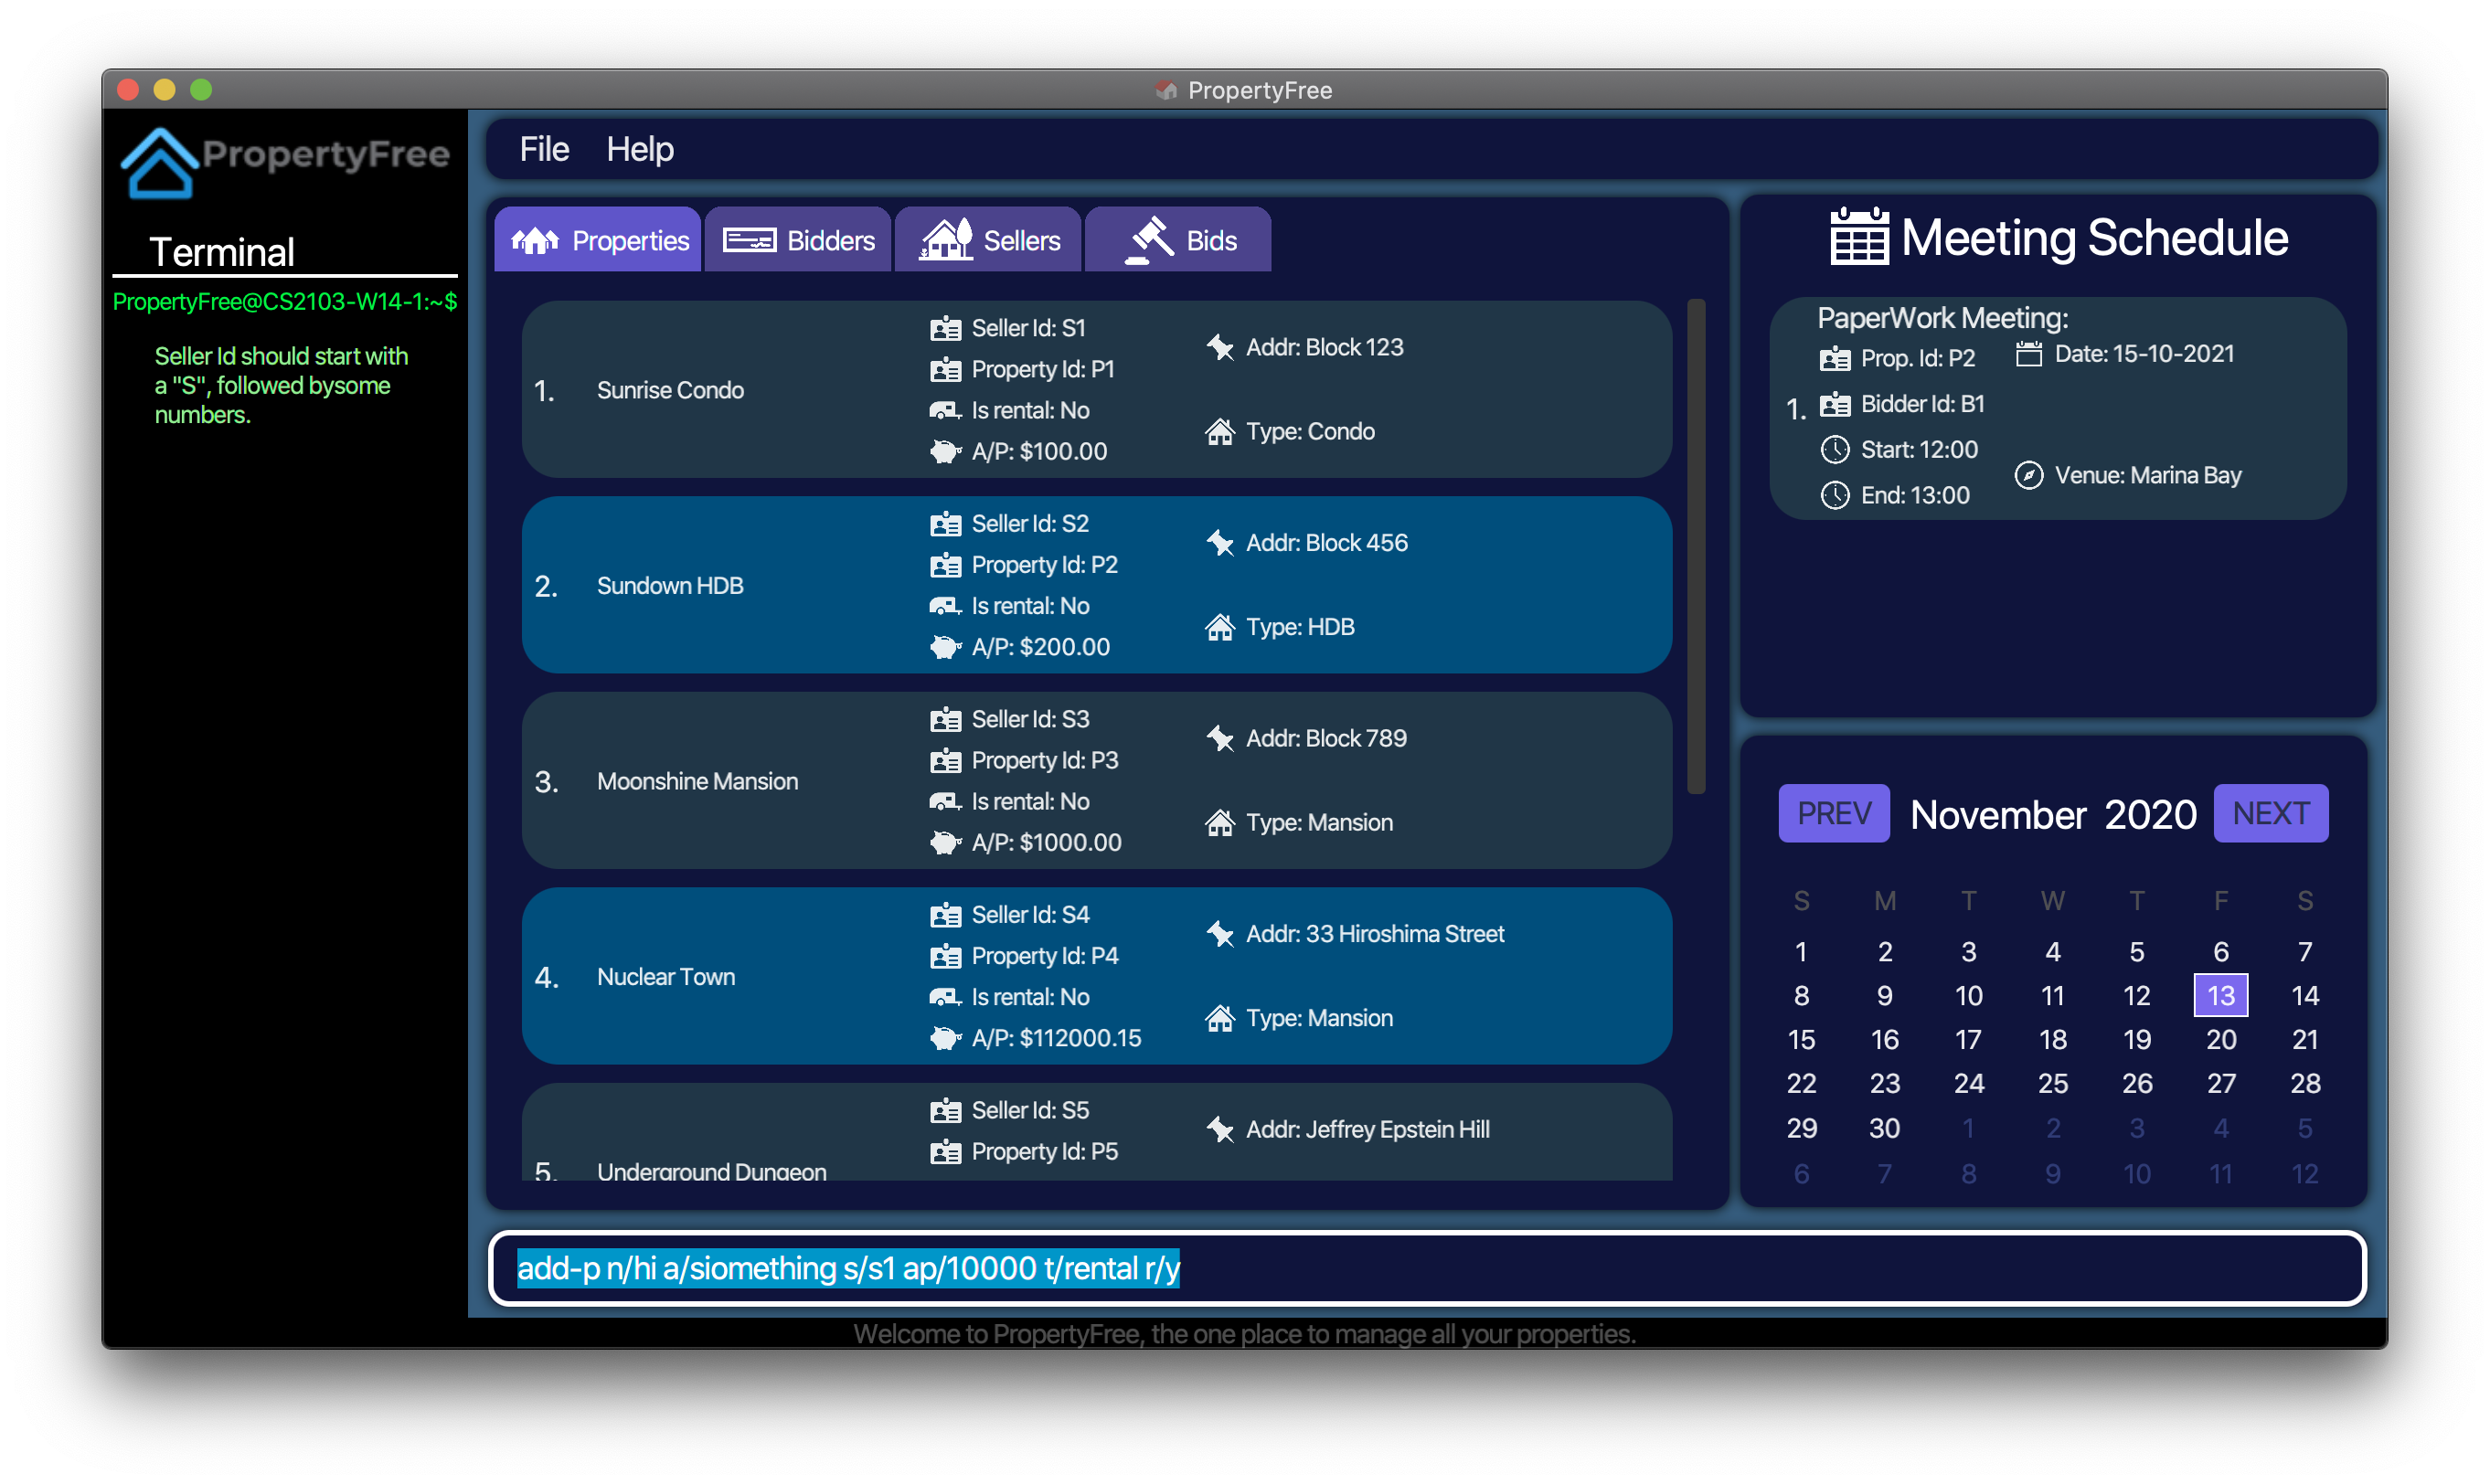 PropertyFree
PropertyFree
File Help
Terminal
PropertyFree@CS2103-W14-1:~$
Seller Id should start with
a "S", followed bysome
numbers.
Properties Bidders Sellers Bids
1. Sunrise Condo
Seller Id: S1
Property Id: P1
Is rental: No
A/P: $100.00
Addr: Block 123
Type: Condo
2. Sundown HDB
Seller Id: S2
Property Id: P2
Is rental: No
A/P: $200.00
Addr: Block 456
Type: HDB
3. Moonshine Mansion
Seller Id: S3
Property Id: P3
Is rental: No
A/P: $1000.00
Addr: Block 789
Type: Mansion
4. Nuclear Town
Seller Id: S4
Property Id: P4
Is rental: No
A/P: $112000.15
Addr: 33 Hiroshima Street
Type: Mansion
5. Underground Dungeon
Seller Id: S5
Property Id: P5
Addr: Jeffrey Epstein Hill
Meeting Schedule
1.
PaperWork Meeting:
Prop. Id: P2
Bidder Id: B1
Start: 12:00
End: 13:00
Date: 15-10-2021
Venue: Marina Bay
PREV November 2020 NEXT
S M T W T F S
1 2 3 4 5 6 7
8 9 10 11 12 13 14
15 16 17 18 19 20 21
22 23 24 25 26 27 28
29 30 1 2 3 4 5
6 7 8 9 10 11 12
add-p n/hi a/siomething s/s1 ap/10000 t/rental r/y
Welcome to PropertyFree, the one place to manage all your properties.